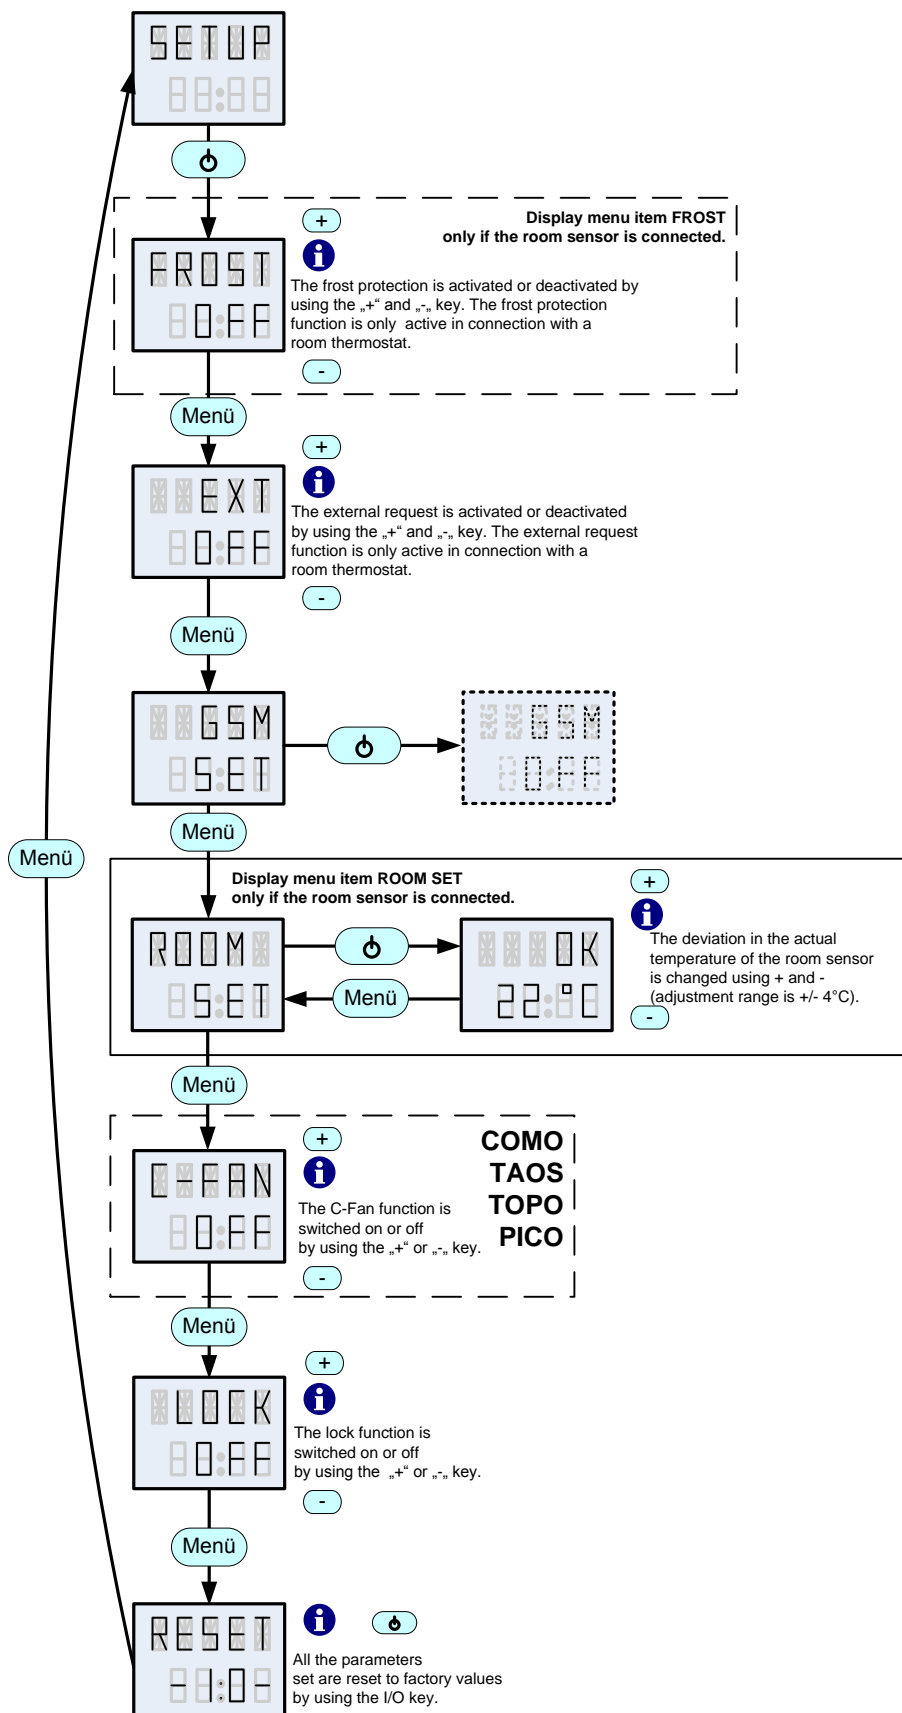 SETUP
Display menu item FROST
only if the room sensor is connected.
+
FROST
OFF
The frost protection is activated or deactivated by
using the „+“ and „-„ key. The frost protection
function is only active in connection with a
room thermostat.
-
Menü
+
EXT
OFF
The external request is activated or deactivated
by using the „+“ and „-„ key. The external request
function is only active in connection with a
room thermostat.
-
Menü
GSM
SET
GSM
OFF
Menü
Menü
Display menu item ROOM SET
only if the room sensor is connected.
ROOM
SET
Menü
OK
22°C
+
The deviation in the actual
temperature of the room sensor
is changed using + and -
(adjustment range is +/- 4°C).
-
Menü
C-FAN
OFF
+
The C-Fan function is
switched on or off
by using the „+“ or „-„ key.
-
COMO
TAOS
TOPO
PICO
Menü
LOCK
OFF
+
The lock function is
switched on or off
by using the „+“ or „-„ key.
-
Menü
RESET
-1:0-
All the parameters
set are reset to factory values
by using the I/O key.